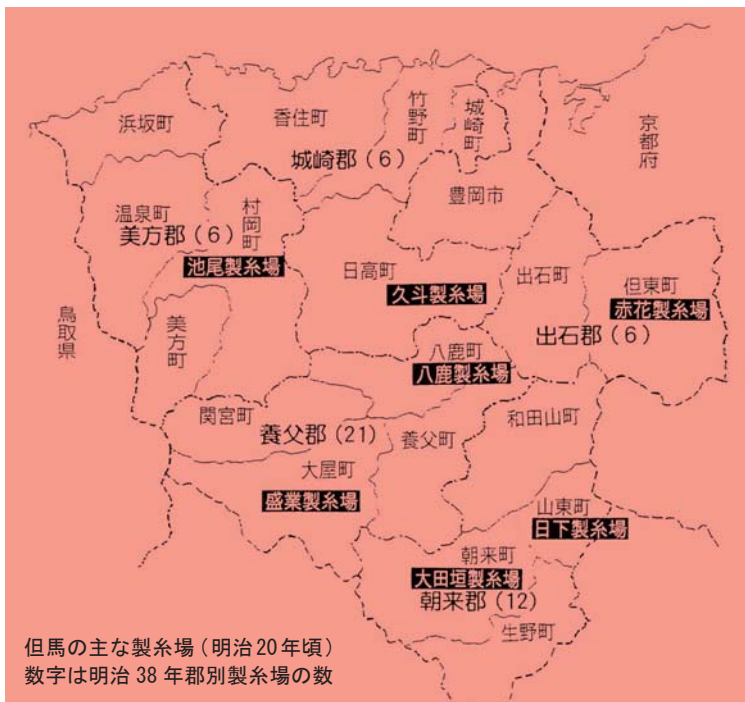 浜坂町
香住町
竹野町
城崎町
京都府
城崎郡（6）
豊岡市
温泉町
村岡町
美方郡（6）
池尾製糸場
日高町
出石町
但東町
久斗製糸場
赤花製糸場
鳥取県
美方町
八鹿町
出石郡（6）
八鹿製糸場
関宮町
和田山町
養父郡（21）
養父町
大屋町
盛業製糸場
山東町
日下製糸場
朝来町
大田垣製糸場
朝来郡（12）
生野町
但馬の主な製糸場（明治20年頃）
数字は明治 38 年郡別製糸場の数